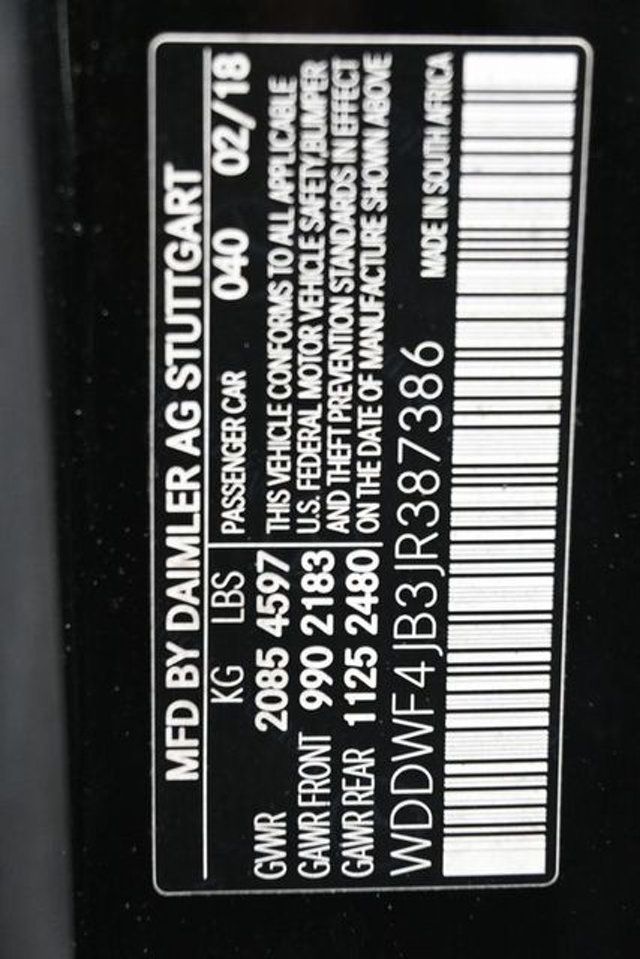 MFD BY DAIMLER AG STUTTGART
KG LBS PASSENGER CAR 040 02/18
GVWR 2085 4597 THIS VEHICLE CONFORMS TO ALL APPLICABLE
GAWR FRONT 990 2183 U.S. FEDERAL MOTOR VEHICLE SAFETY,BUMPER
GAWR REAR 1125 2480 AND THEFT PREVENTION STANDARDS IN EFFECT
ON THE DATE OF MANUFACTURE SHOWN ABOVE
WDDWF4JB3JR387386 MADE IN SOUTH AFRICA